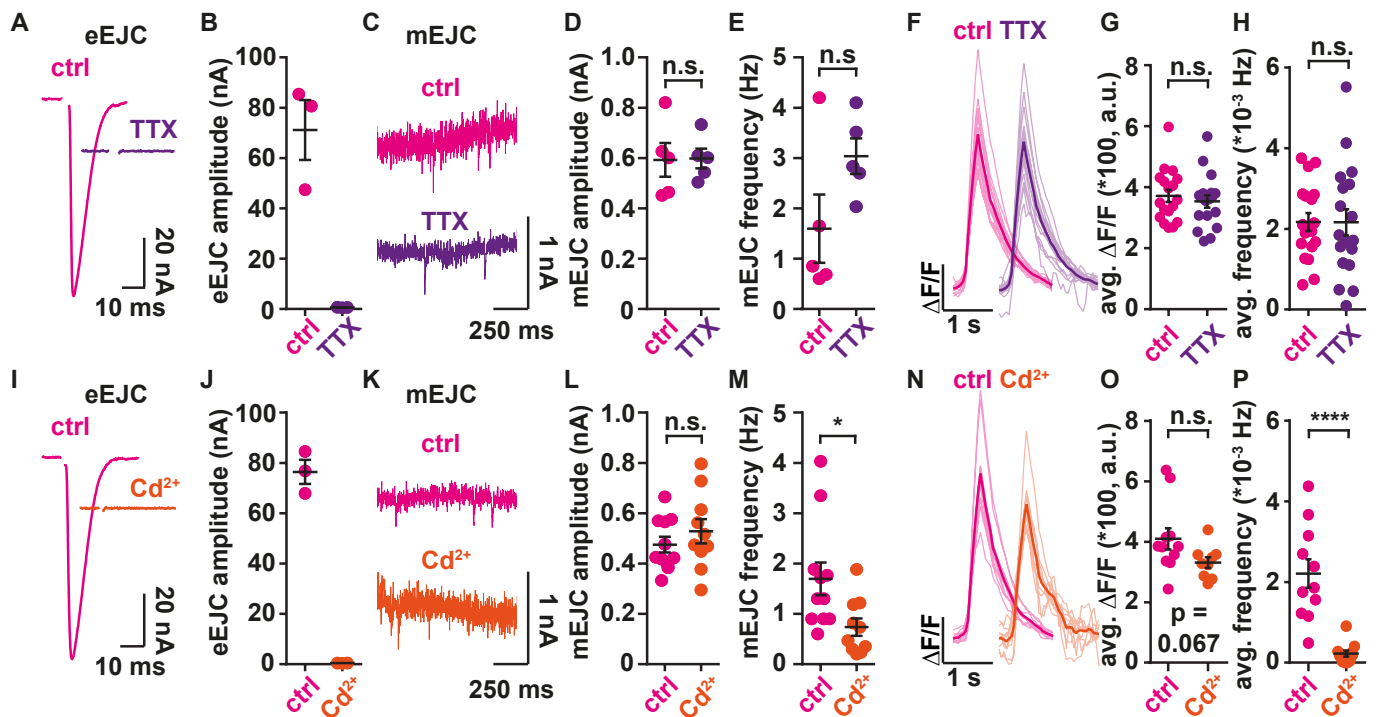 A
eEJC
ctrl
TTX
20 nA
10 ms
B
eEJC amplitude (nA)
100
80
60
40
20
0
ctrl
TTX
C
mEJC
ctrl
TTX
1 nA
250 ms
D
mEJC amplitude (nA)
1.0
0.8
0.6
0.4
0.2
0
n.s.
ctrl
TTX
E
mEJC frequency (Hz)
5
4
3
2
1
0
n.s
ctrl
TTX
F
ctrl TTX
ΔF/F
1 s
G
avg. ΔF/F (*100, a.u.)
8
6
4
2
0
n.s.
ctrl
TTX
H
avg. frequency (*10⁻³ Hz)
6
4
2
0
n.s.
ctrl
TTX
I
eEJC
ctrl
Cd²⁺
20 nA
10 ms
J
eEJC amplitude (nA)
100
80
60
40
20
0
ctrl
Cd²⁺
K
mEJC
ctrl
Cd²⁺
1 nA
250 ms
L
mEJC amplitude (nA)
1.0
0.8
0.6
0.4
0.2
0
n.s.
ctrl
Cd²⁺
M
mEJC frequency (Hz)
5
4
3
2
1
0
*
ctrl
Cd²⁺
N
ctrl Cd²⁺
ΔF/F
1 s
O
avg. ΔF/F (*100, a.u.)
8
6
4
2
0
n.s.
p =
0.067
ctrl
Cd²⁺
P
avg. frequency (*10⁻³ Hz)
6
4
2
0
****
ctrl
Cd²⁺